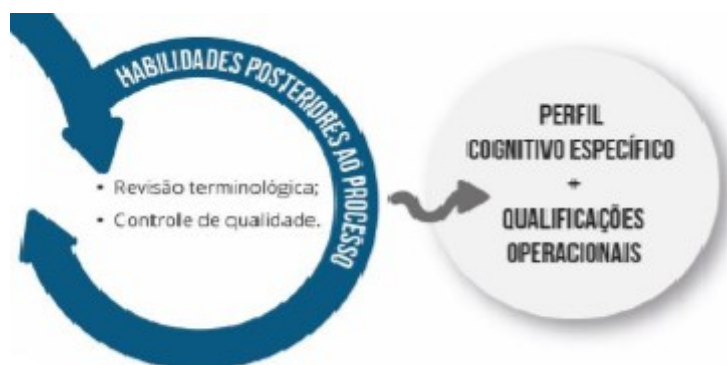 HABILIDADES POSTERIORES AO PROCESSO
• Revisão terminológica;
• Controle de qualidade.
PERFIL
COGNITIVO ESPECÍFICO
+
QUALIFICAÇÕES
OPERACIONAIS